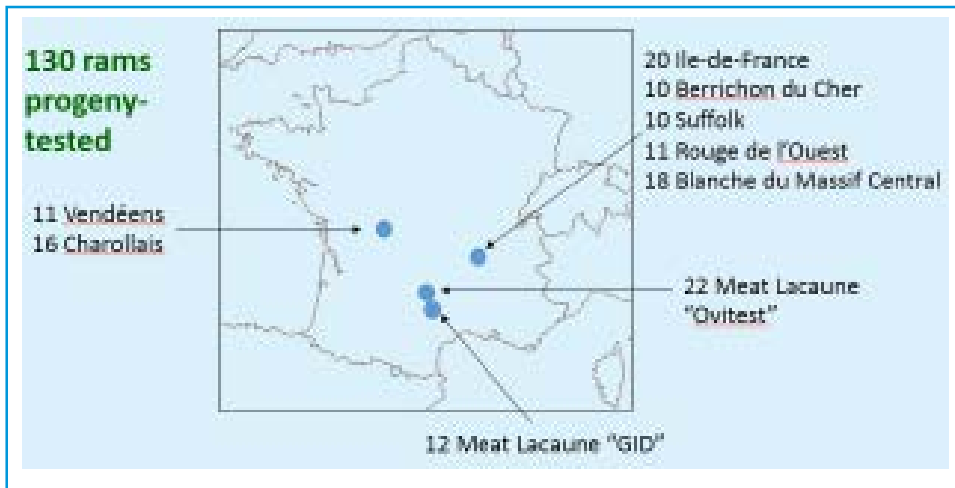 130 rams
progeny-
tested
20 Ile-de-France
10 Berrichon du Cher
10 Suffolk
11 Rouge de l'Ouest
18 Blanche du Massif Central
11 Vendéens
16 Charollais
22 Meat Lacaune
"Ovitest"
12 Meat Lacaune "GID"